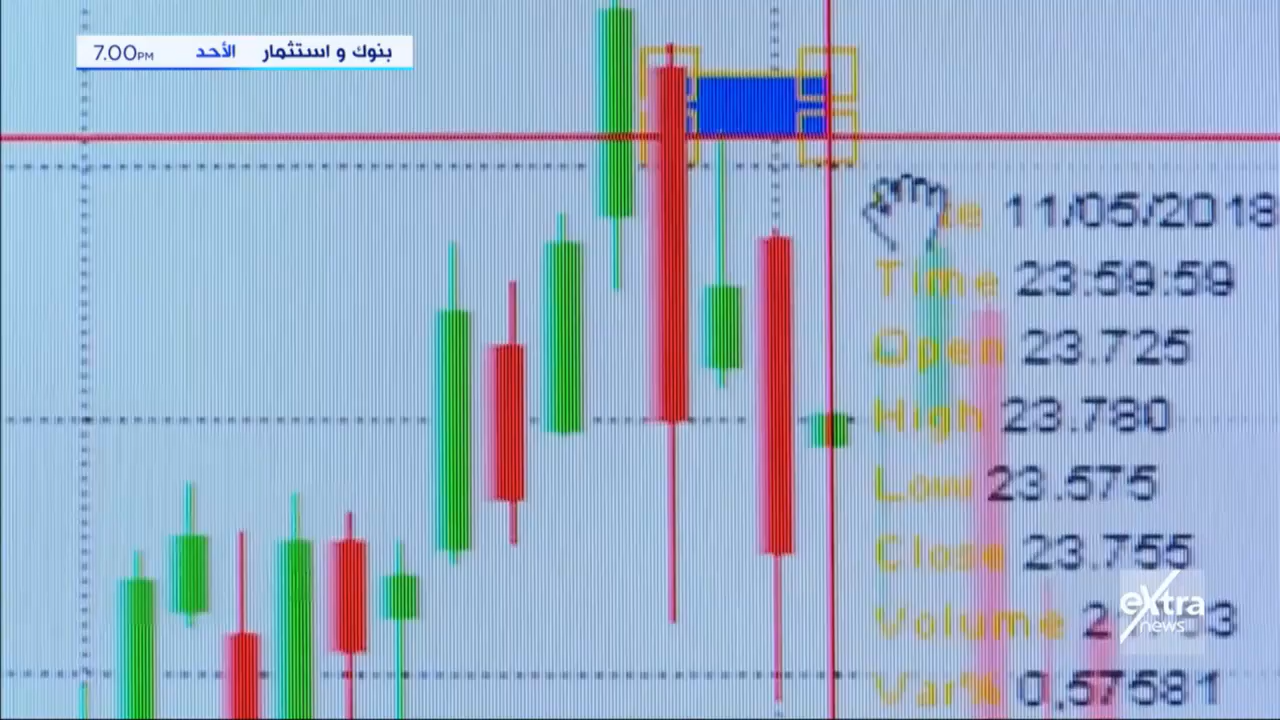 بنوك و استثمار الأحد 7.00PM
11/05/2018
Time 23:59:59
Open 23.725
High 23.780
Low 23.575
Close 23.755
Volume
Var% 0,57581
eXtra
news